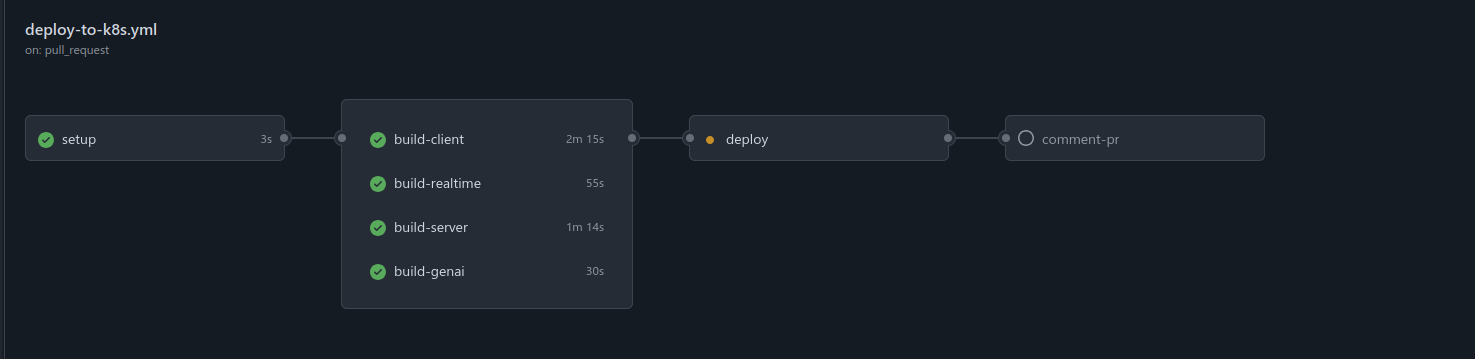 deploy-to-k8s.yml
on: pull_request
setup 3s
build-client 2m 15s
build-realtime 55s
build-server 1m 14s
build-genai 30s
deploy
comment-pr